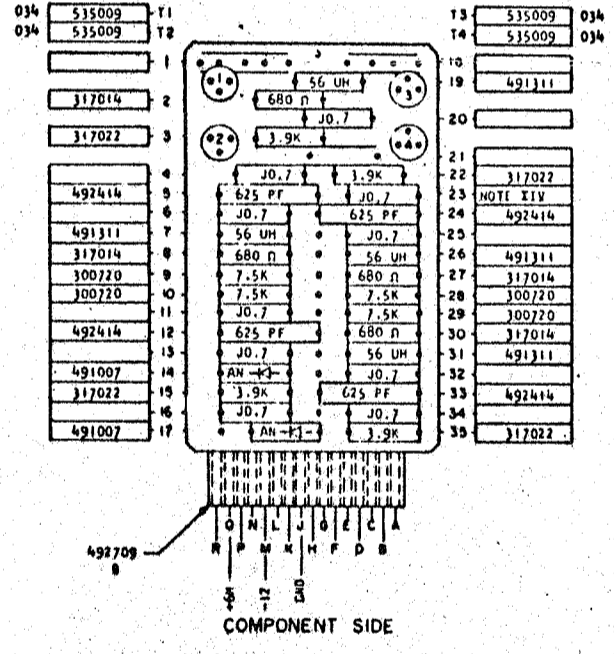 034 535009 T1 T3 535009 034
034 535009 T2 T4 535009 034
1 18
1 3
56 UH 19 491311
317014 2 680 Ω
J0.7 20
317022 3 2 3.9K 4
21
4 J0.7 3.9K 22 317022
492414 5 625 PF J0.7 23 NOTE XIV
6 J0.7 625 PF 24 492414
491311 7 56 UH J0.7 25
317014 8 680 Ω 56 UH 26 491311
300720 9 7.5K 680 Ω 27 317014
300720 10 7.5K 7.5K 28 300720
11 J0.7 7.5K 29 300720
492414 12 625 PF 680 Ω 30 317014
13 J0.7 56 UH 31 491311
491007 14 AN J0.7 32
317022 15 3.9K 625 PF 33 492414
16 J0.7 J0.7 34
491007 17 AN 3.9K 35 317022
Q N L J G E C A
R P M K H F D B
492709
B
+6M -12 GND
COMPONENT SIDE